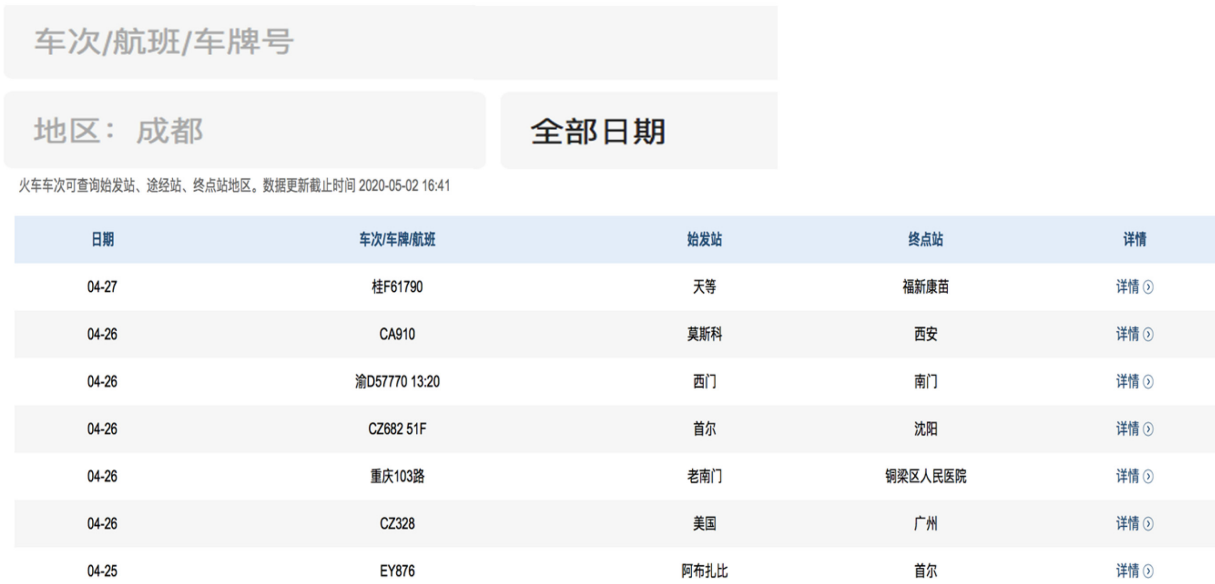 车次/航班/车牌号
地区： 成都 全部日期
火车车次可查询始发站、途经站、终点站地区。数据更新截止时间 2020-05-02 16:41
日期 车次/车牌/航班 始发站 终点站 详情
04-27 桂F61790 天等 福新康苗 详情
04-26 CA910 莫斯科 西安 详情
04-26 渝D57770 13:20 西门 南门 详情
04-26 CZ682 51F 首尔 沈阳 详情
04-26 重庆103路 老南门 铜梁区人民医院 详情
04-26 CZ328 美国 广州 详情
04-25 EY876 阿布扎比 首尔 详情